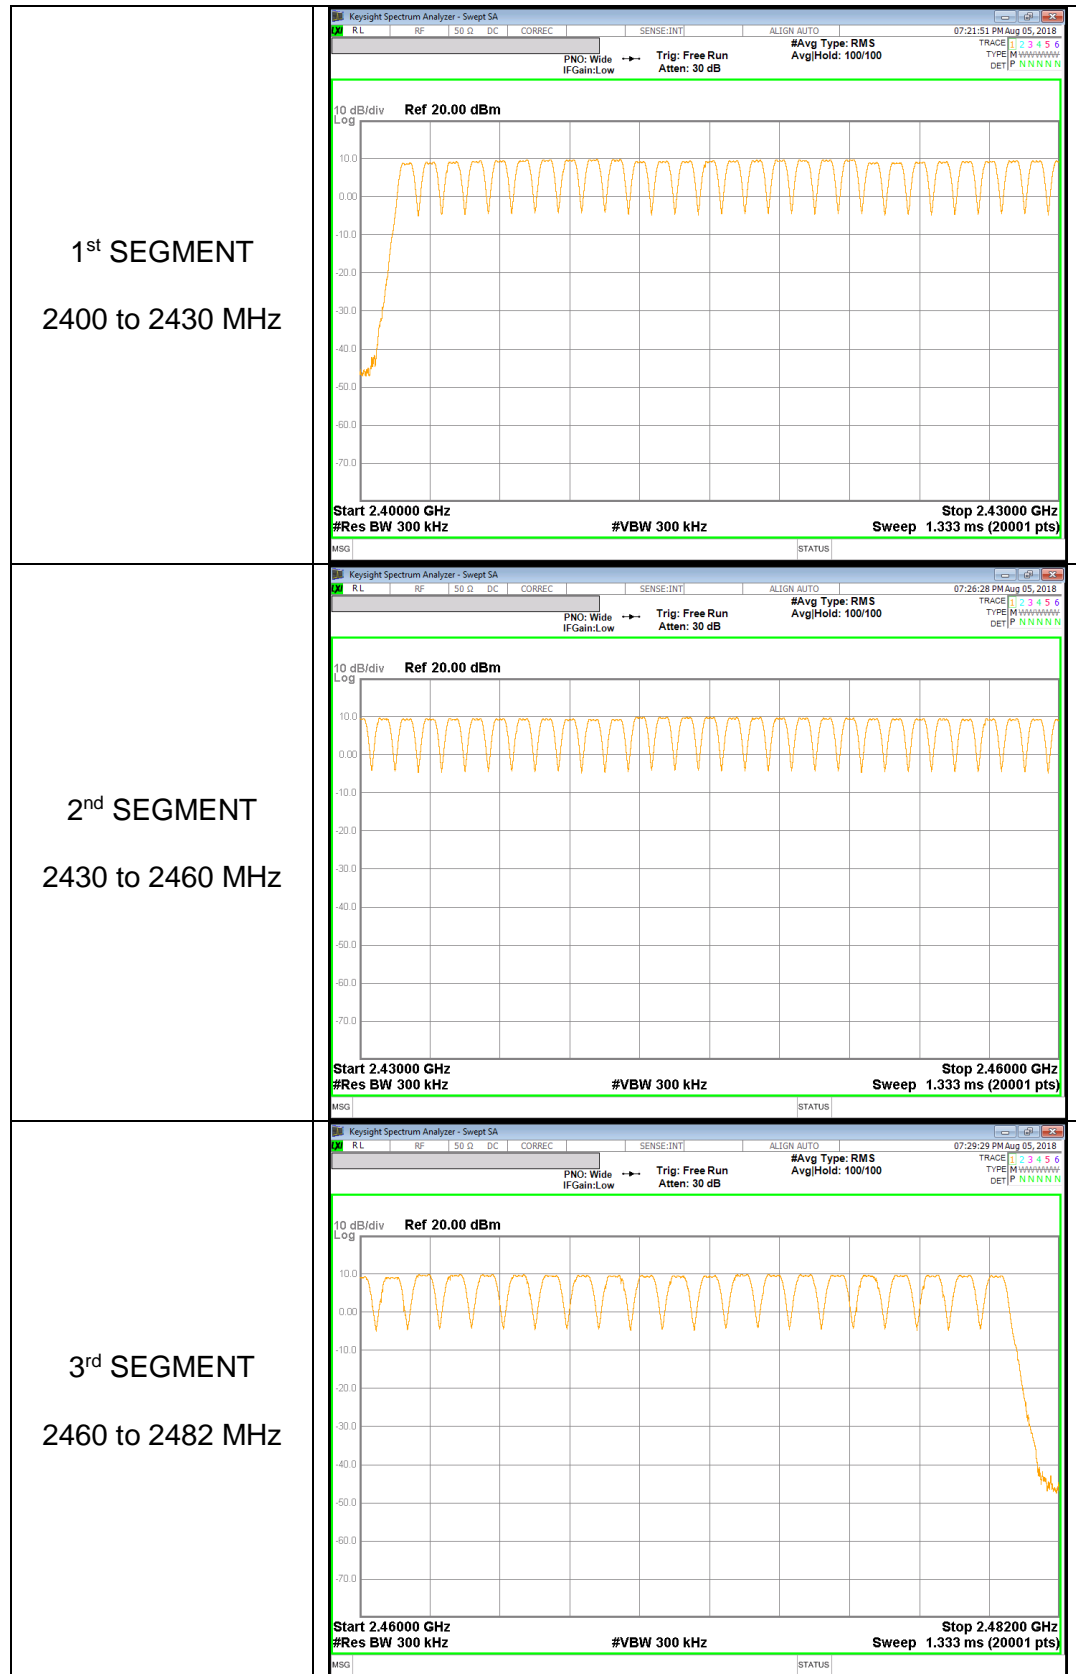 1st SEGMENT
2400 to 2430 MHz
Keysight Spectrum Analyzer - Swept SA
LXI RL RF 50 Ω DC CORREC SENSE:INT ALIGN AUTO 07:21:51 PM Aug 05, 2018
#Avg Type: RMS TRACE 1 2 3 4 5 6
PNO: Wide Trig: Free Run Avg|Hold: 100/100 TYPE M WWWWW
IFGain:Low Atten: 30 dB DET P N N N N N
10 dB/div Ref 20.00 dBm
Log
10.0
0.00
-10.0
-20.0
-30.0
-40.0
-50.0
-60.0
-70.0
Start 2.40000 GHz Stop 2.43000 GHz
#Res BW 300 kHz #VBW 300 kHz Sweep 1.333 ms (20001 pts)
MSG STATUS
2nd SEGMENT
2430 to 2460 MHz
Keysight Spectrum Analyzer - Swept SA
LXI RL RF 50 Ω DC CORREC SENSE:INT ALIGN AUTO 07:26:28 PM Aug 05, 2018
#Avg Type: RMS TRACE 1 2 3 4 5 6
PNO: Wide Trig: Free Run Avg|Hold: 100/100 TYPE M WWWWW
IFGain:Low Atten: 30 dB DET P N N N N N
10 dB/div Ref 20.00 dBm
Log
10.0
0.00
-10.0
-20.0
-30.0
-40.0
-50.0
-60.0
-70.0
Start 2.43000 GHz Stop 2.46000 GHz
#Res BW 300 kHz #VBW 300 kHz Sweep 1.333 ms (20001 pts)
MSG STATUS
3rd SEGMENT
2460 to 2482 MHz
Keysight Spectrum Analyzer - Swept SA
LXI RL RF 50 Ω DC CORREC SENSE:INT ALIGN AUTO 07:29:29 PM Aug 05, 2018
#Avg Type: RMS TRACE 1 2 3 4 5 6
PNO: Wide Trig: Free Run Avg|Hold: 100/100 TYPE M WWWWW
IFGain:Low Atten: 30 dB DET P N N N N N
10 dB/div Ref 20.00 dBm
Log
10.0
0.00
-10.0
-20.0
-30.0
-40.0
-50.0
-60.0
-70.0
Start 2.46000 GHz Stop 2.48200 GHz
#Res BW 300 kHz #VBW 300 kHz Sweep 1.333 ms (20001 pts)
MSG STATUS